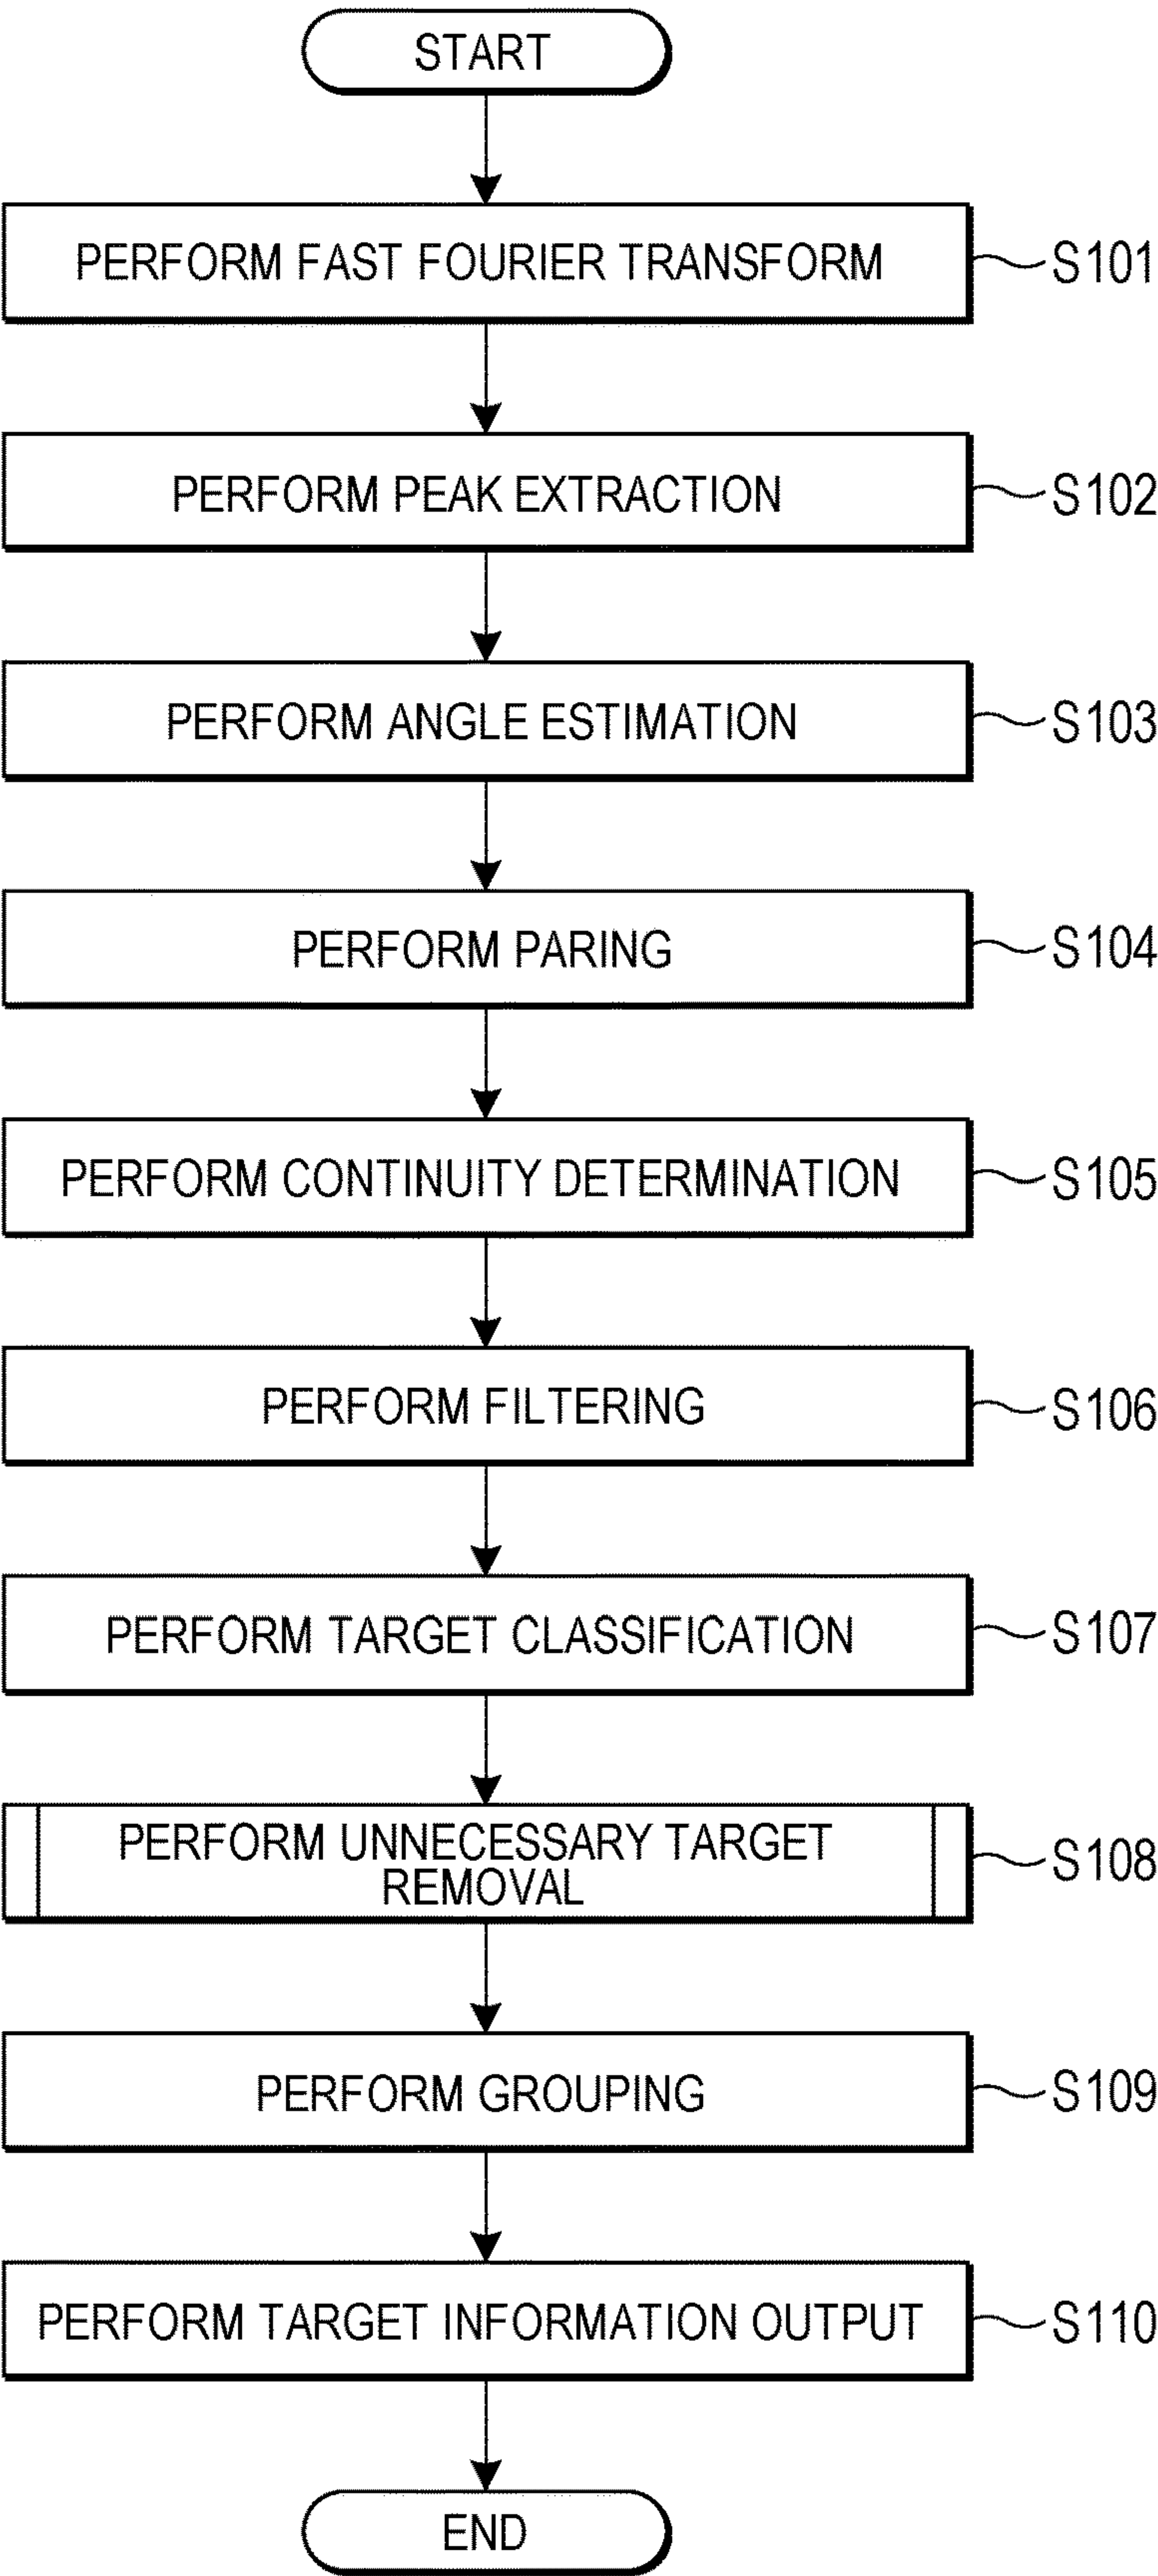 START
PERFORM FAST FOURIER TRANSFORM S101
PERFORM PEAK EXTRACTION S102
PERFORM ANGLE ESTIMATION S103
PERFORM PARING S104
PERFORM CONTINUITY DETERMINATION S105
PERFORM FILTERING S106
PERFORM TARGET CLASSIFICATION S107
PERFORM UNNECESSARY TARGET
REMOVAL S108
PERFORM GROUPING S109
PERFORM TARGET INFORMATION OUTPUT S110
END